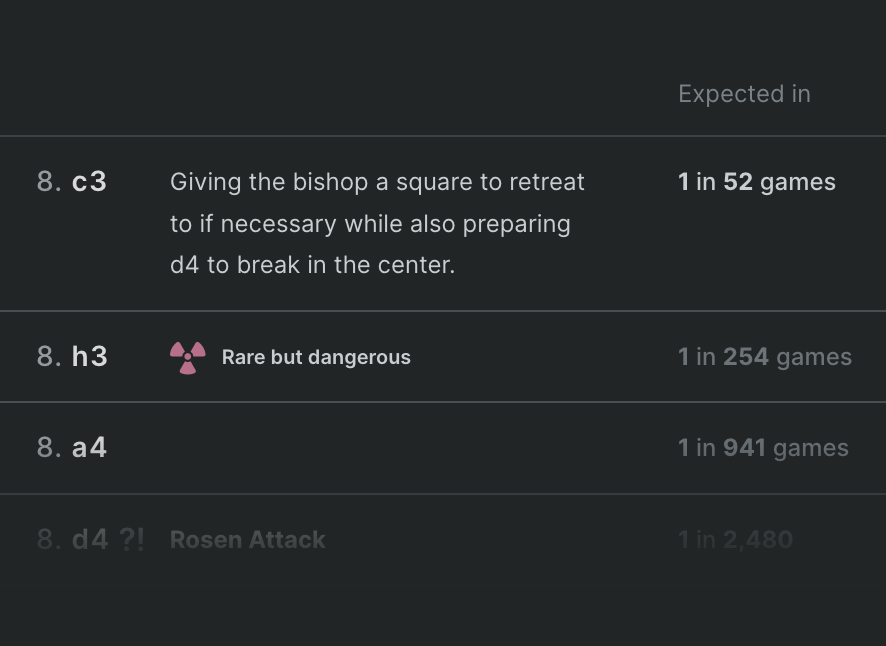 Expected in
8. c3 Giving the bishop a square to retreat 1 in 52 games
to if necessary while also preparing
d4 to break in the center.
8. h3 Rare but dangerous 1 in 254 games
8. a4 1 in 941 games
8. d4 ?! Rosen Attack 1 in 2,480